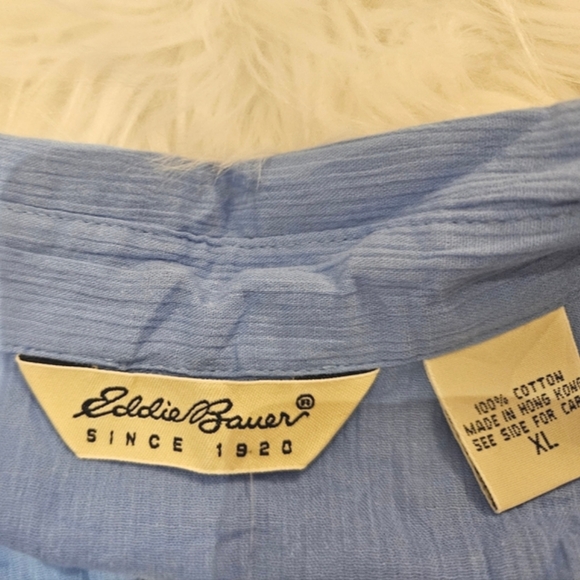 Eddie Bauer®
SINCE 1920
100% COTTON
MADE IN HONG KONG
SEE SIDE FOR CARE
XL